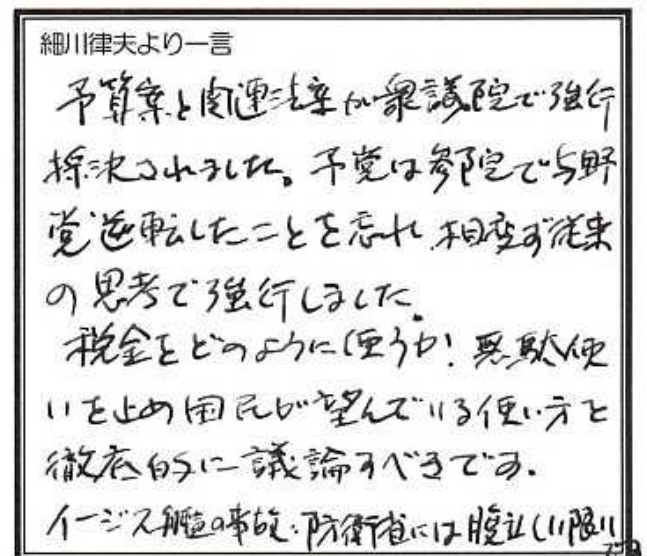 細川律夫より一言
予算案と関連法案が衆議院で強行
採決されました。予党は参院で与野
党逆転したことを忘れ、相変ず従来
の思考で強行しました。
税金をどのように使うか！無駄使
いを止め国民が望んでいる使い方を
徹底的に議論すべきです。
イージス艦の事故・防衛省には腹立しい限り